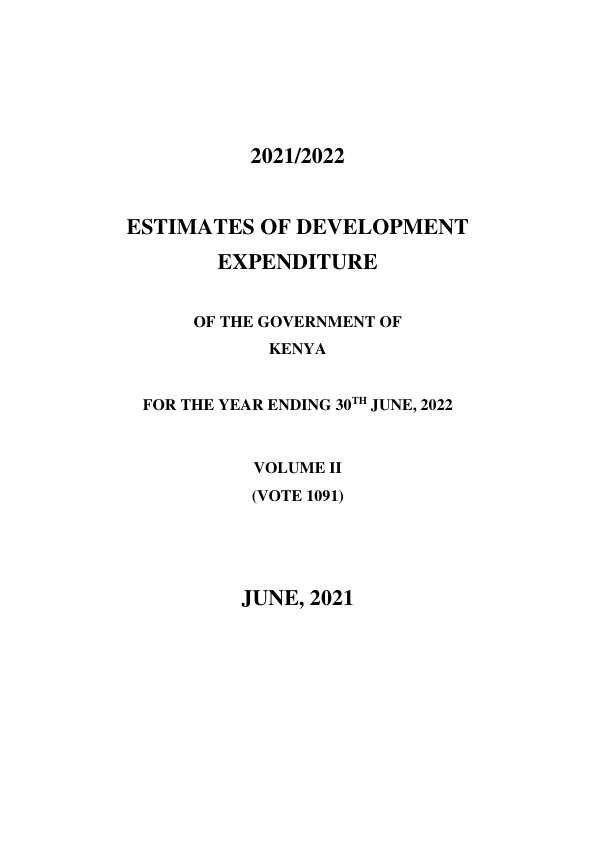 2021/2022
ESTIMATES OF DEVELOPMENT
EXPENDITURE
OF THE GOVERNMENT OF
KENYA
FOR THE YEAR ENDING 30TH JUNE, 2022
VOLUME II
(VOTE 1091)
JUNE, 2021